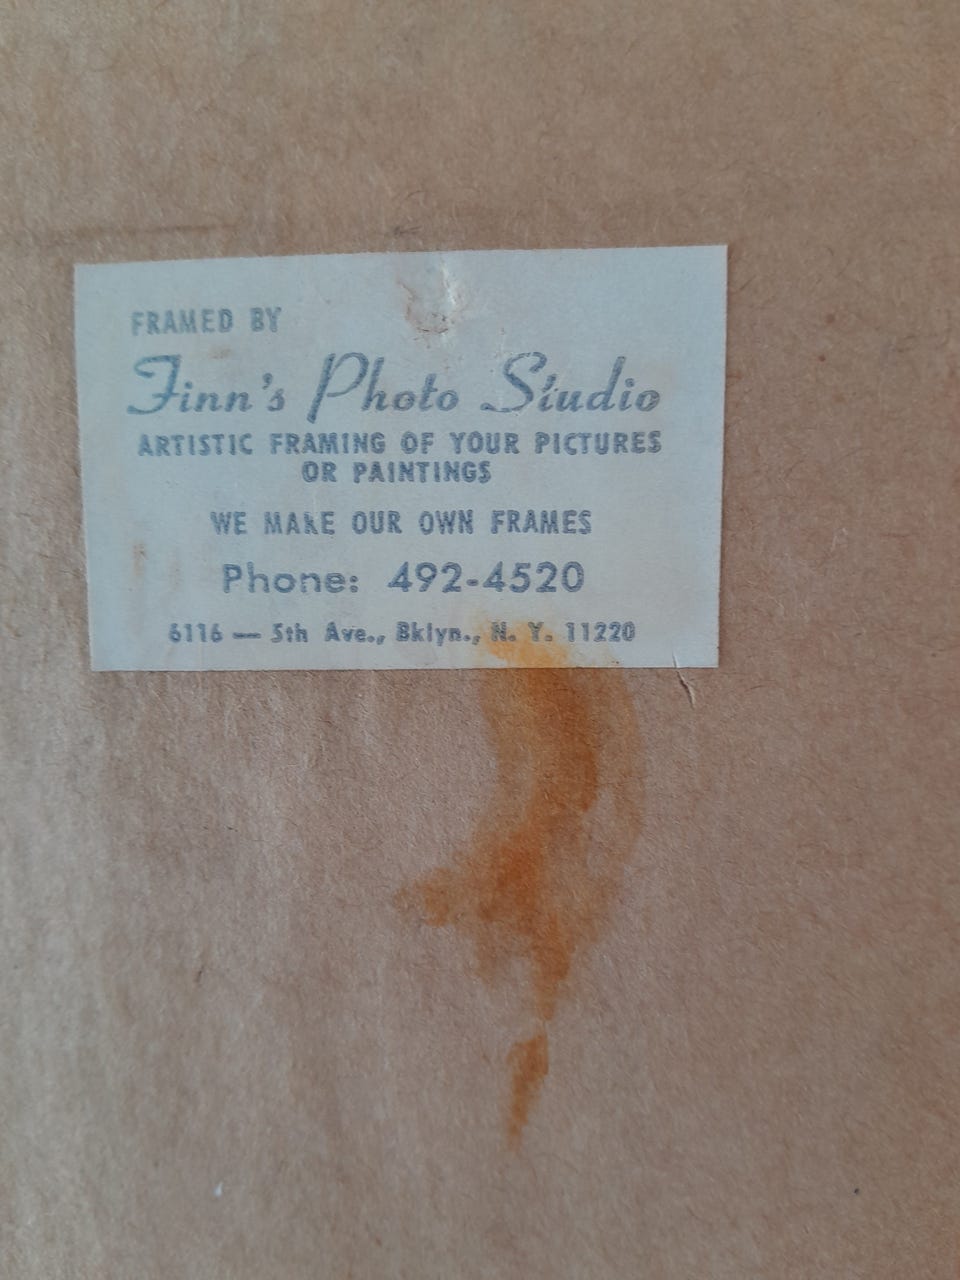 FRAMED BY
Finn's Photo Studio
ARTISTIC FRAMING OF YOUR PICTURES
OR PAINTINGS
WE MAKE OUR OWN FRAMES
Phone: 492-4520
6116 — 5th Ave., Bklyn., N. Y. 11220